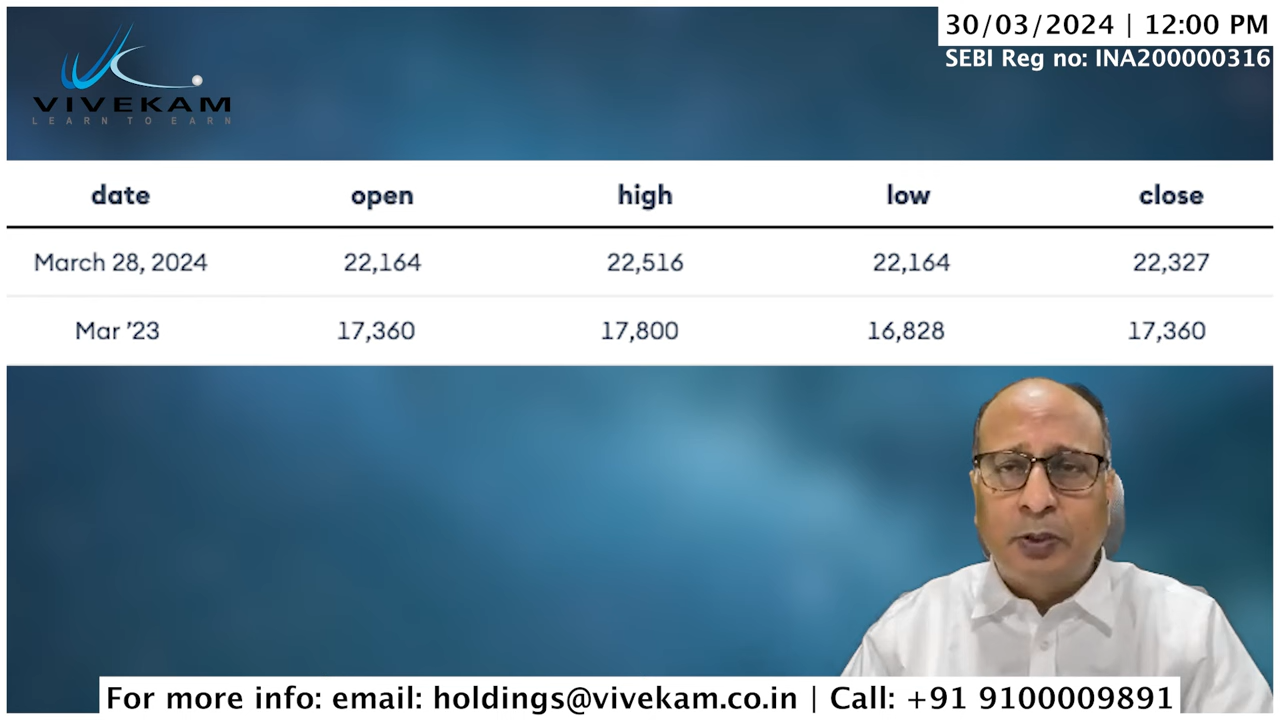 VIVEKAM
LEARN TO EARN
30/03/2024 | 12:00 PM
SEBI Reg no: INA200000316
date open high low close
March 28, 2024 22,164 22,516 22,164 22,327
Mar ’23 17,360 17,800 16,828 17,360
For more info: email: holdings@vivekam.co.in | Call: +91 9100009891